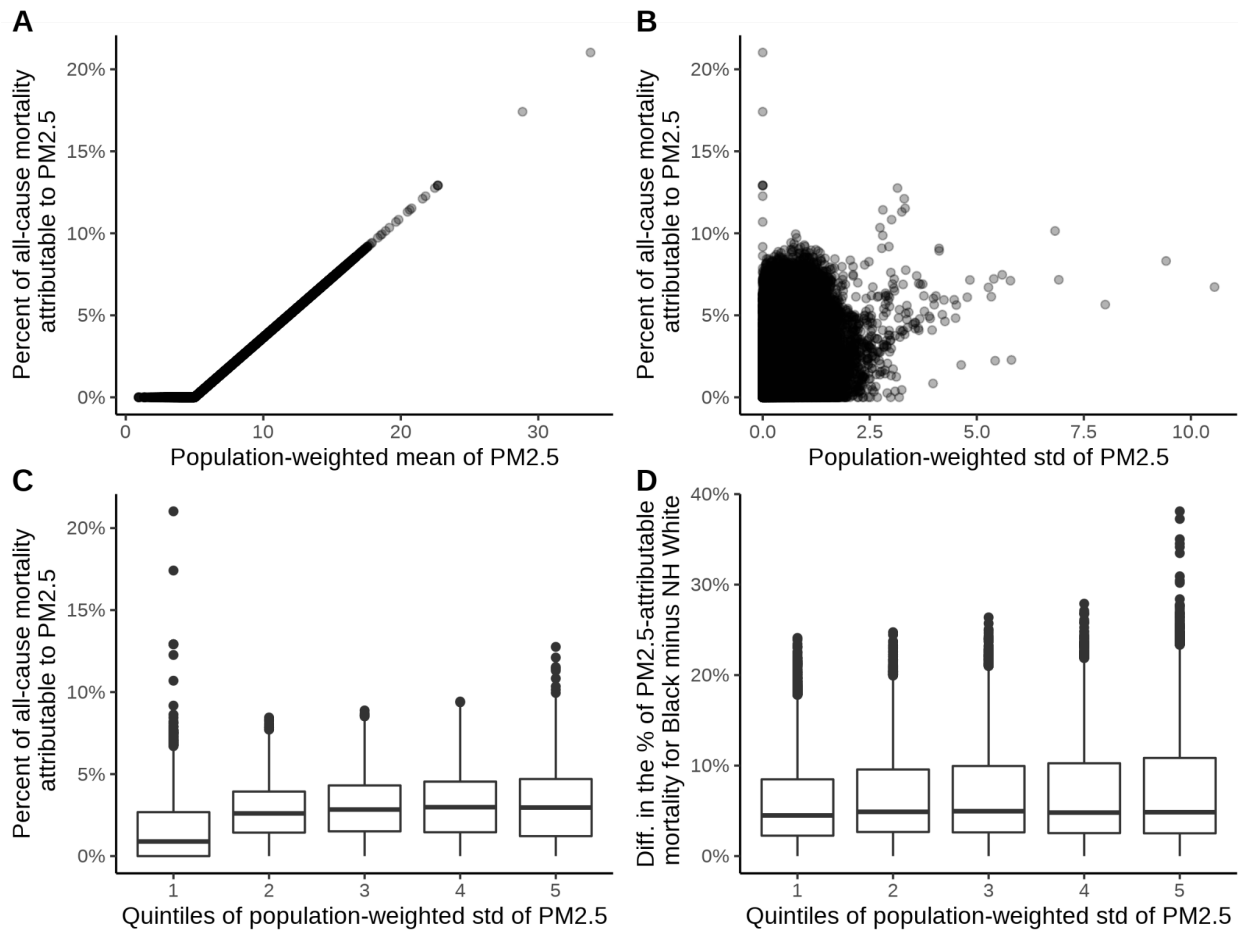 A
Percent of all-cause mortality
attributable to PM2.5
20%
15%
10%
5%
0%
0 10 20 30
Population-weighted mean of PM2.5
B
Percent of all-cause mortality
attributable to PM2.5
20%
15%
10%
5%
0%
0.0 2.5 5.0 7.5 10.0
Population-weighted std of PM2.5
C
Percent of all-cause mortality
attributable to PM2.5
20%
15%
10%
5%
0%
1 2 3 4 5
Quintiles of population-weighted std of PM2.5
D
Diff. in the % of PM2.5-attributable
mortality for Black minus NH White
40%
30%
20%
10%
0%
1 2 3 4 5
Quintiles of population-weighted std of PM2.5